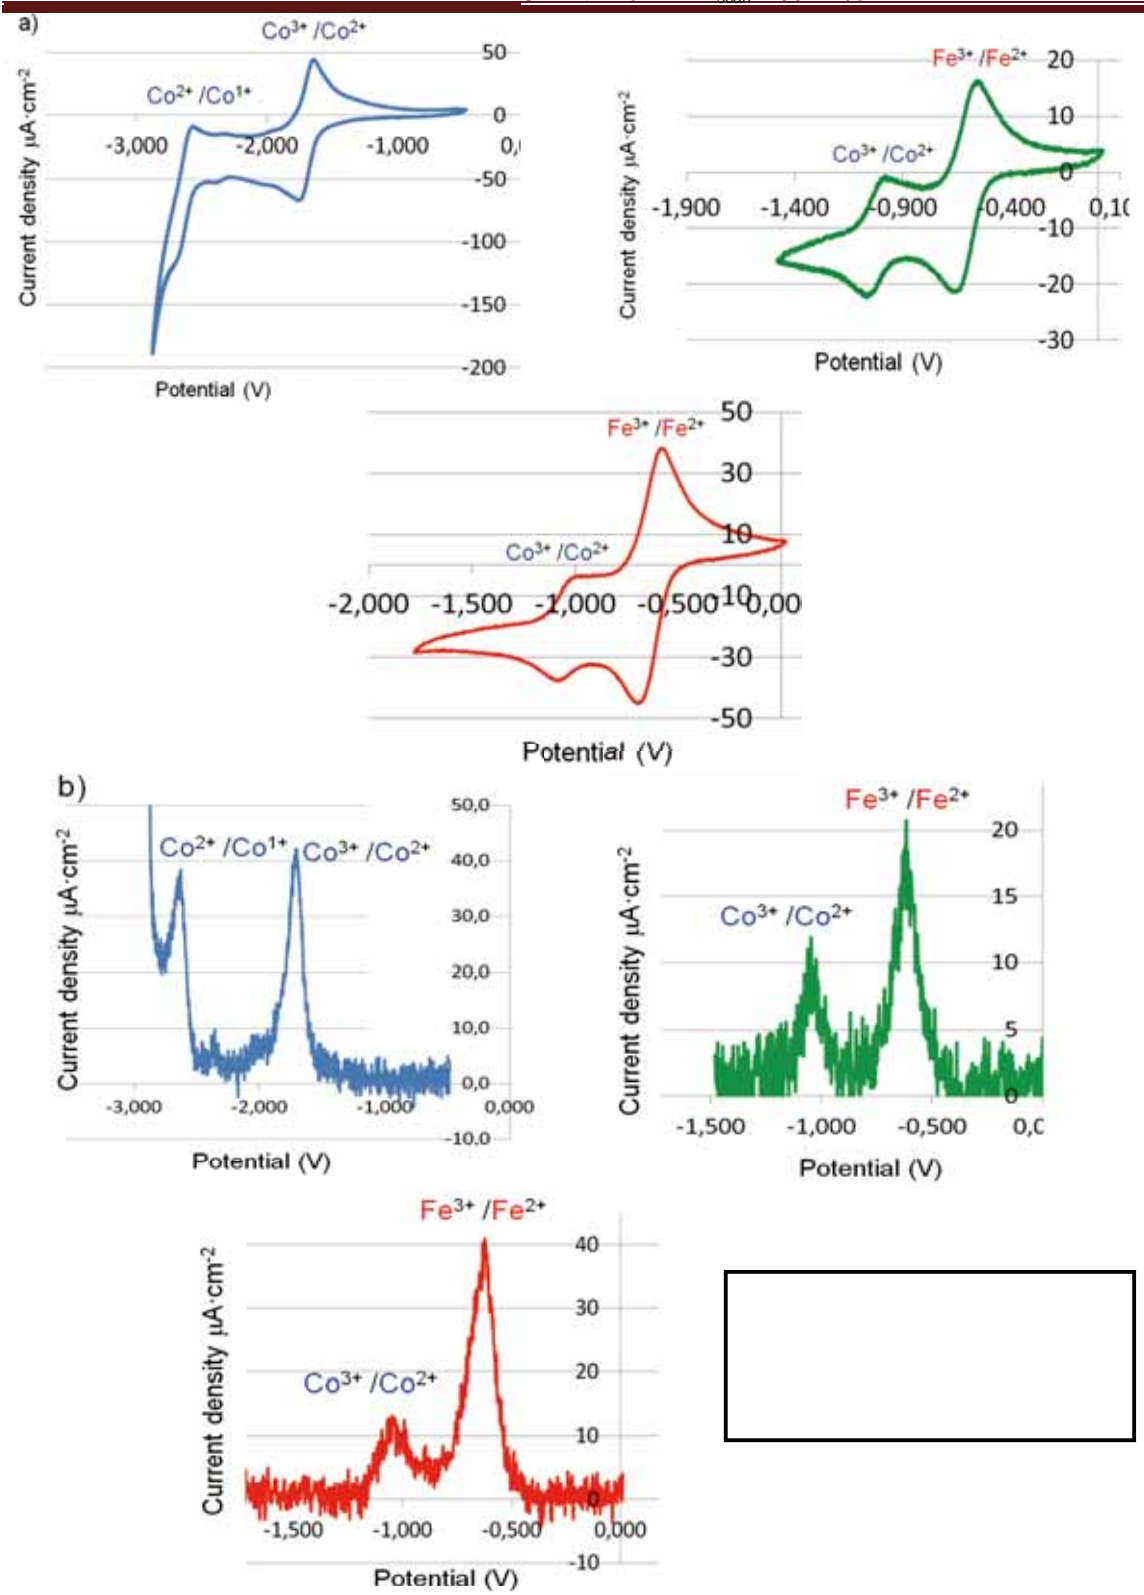 a)
Co³⁺ /Co²⁺
Co²⁺ /Co¹⁺
50
0
-50
-100
-150
-200
-3,000 -2,000 -1,000 0,
Current density µA·cm⁻²
Potential (V)
Fe³⁺ /Fe²⁺
Co³⁺ /Co²⁺
20
10
0
-10
-20
-30
-1,900 -1,400 -0,900 -0,400 0,10
Current density µA·cm⁻²
Potential (V)
Fe³⁺ /Fe²⁺
Co³⁺ /Co²⁺
50
30
10
-10
-30
-50
-2,000 -1,500 -1,000 -0,500 0,000
Potential (V)
b)
Co²⁺ /Co¹⁺ Co³⁺ /Co²⁺
50,0
40,0
30,0
20,0
10,0
0,0
-10,0
-3,000 -2,000 -1,000 0,000
Current density µA·cm⁻²
Potential (V)
Fe³⁺ /Fe²⁺
Co³⁺ /Co²⁺
20
15
10
5
0
-1,500 -1,000 -0,500 0,0
Current density µA·cm⁻²
Potential (V)
Fe³⁺ /Fe²⁺
Co³⁺ /Co²⁺
40
30
20
10
0
-10
-1,500 -1,000 -0,500 0,000
Current density µA·cm⁻²
Potential (V)